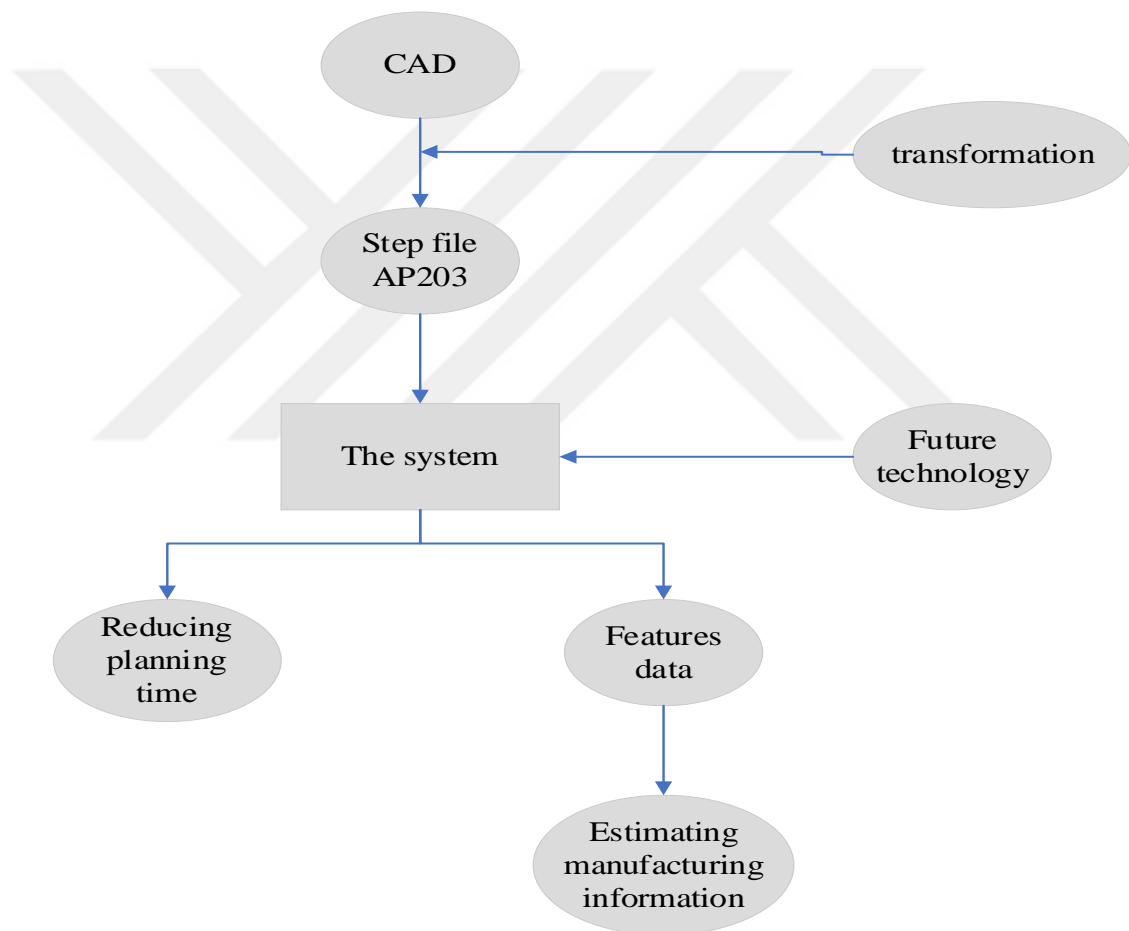 CAD
transformation
Step file
AP203
The system
Future
technology
Reducing
planning
time
Features
data
Estimating
manufacturing
information